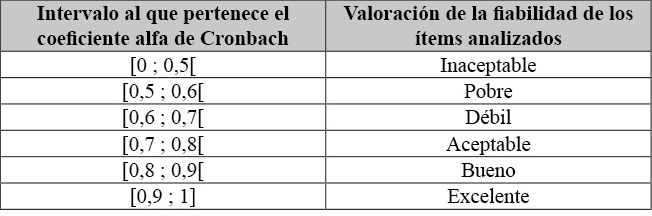 Intervalo al que pertenece el
coeficiente alfa de Cronbach
Valoración de la fiabilidad de los
ítems analizados
[0 ; 0,5[
Inaceptable
[0,5 ; 0,6[
Pobre
[0,6 ; 0,7[
Débil
[0,7 ; 0,8[
Aceptable
[0,8 ; 0,9[
Bueno
[0,9 ; 1]
Excelente